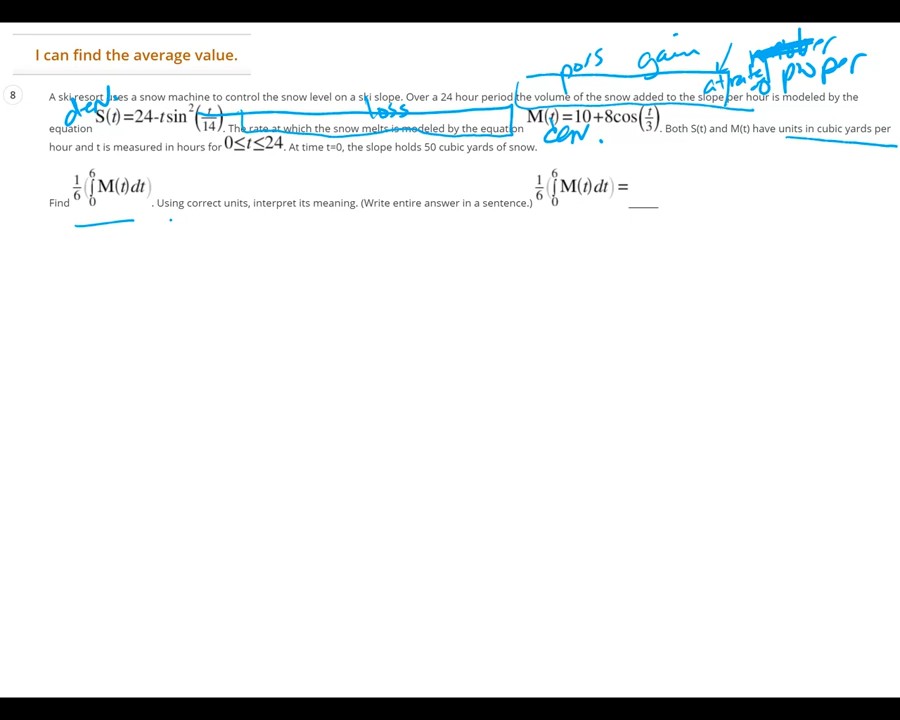 I can find the average value.
pos gain
proper
8
A ski resort uses a snow machine to control the snow level on a ski slope. Over a 24 hour period the volume of the snow added to the slope per hour is modeled by the
loss
equation S(t)=24-t sin²(t/14). The rate at which the snow melts is modeled by the equation M(t)=10+8cos(t/3). Both S(t) and M(t) have units in cubic yards per
hour and t is measured in hours for 0≤t≤24. At time t=0, the slope holds 50 cubic yards of snow.
Find 1/6(∫₀⁶M(t)dt). Using correct units, interpret its meaning. (Write entire answer in a sentence.) 1/6(∫₀⁶M(t)dt)=